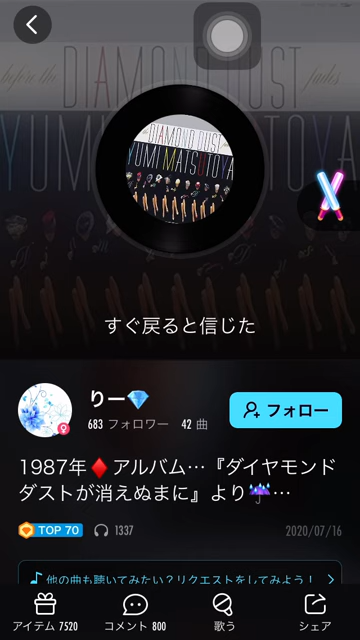 before the
DIAMOND DUST
fades...
YUMI MATSUTOYA
DIAMOND DUST
YUMI MATSUTOYA
すぐ戻ると信じた
りー💎
683 フォロワー 42 曲
フォロー
1987年♦️アルバム…『ダイヤモンド
ダストが消えぬまに』より☔…
TOP 70 1337 2020/07/16
他の曲も聴いてみたい？リクエストをしてみよう！
アイテム 7520 コメント 800 歌う シェア